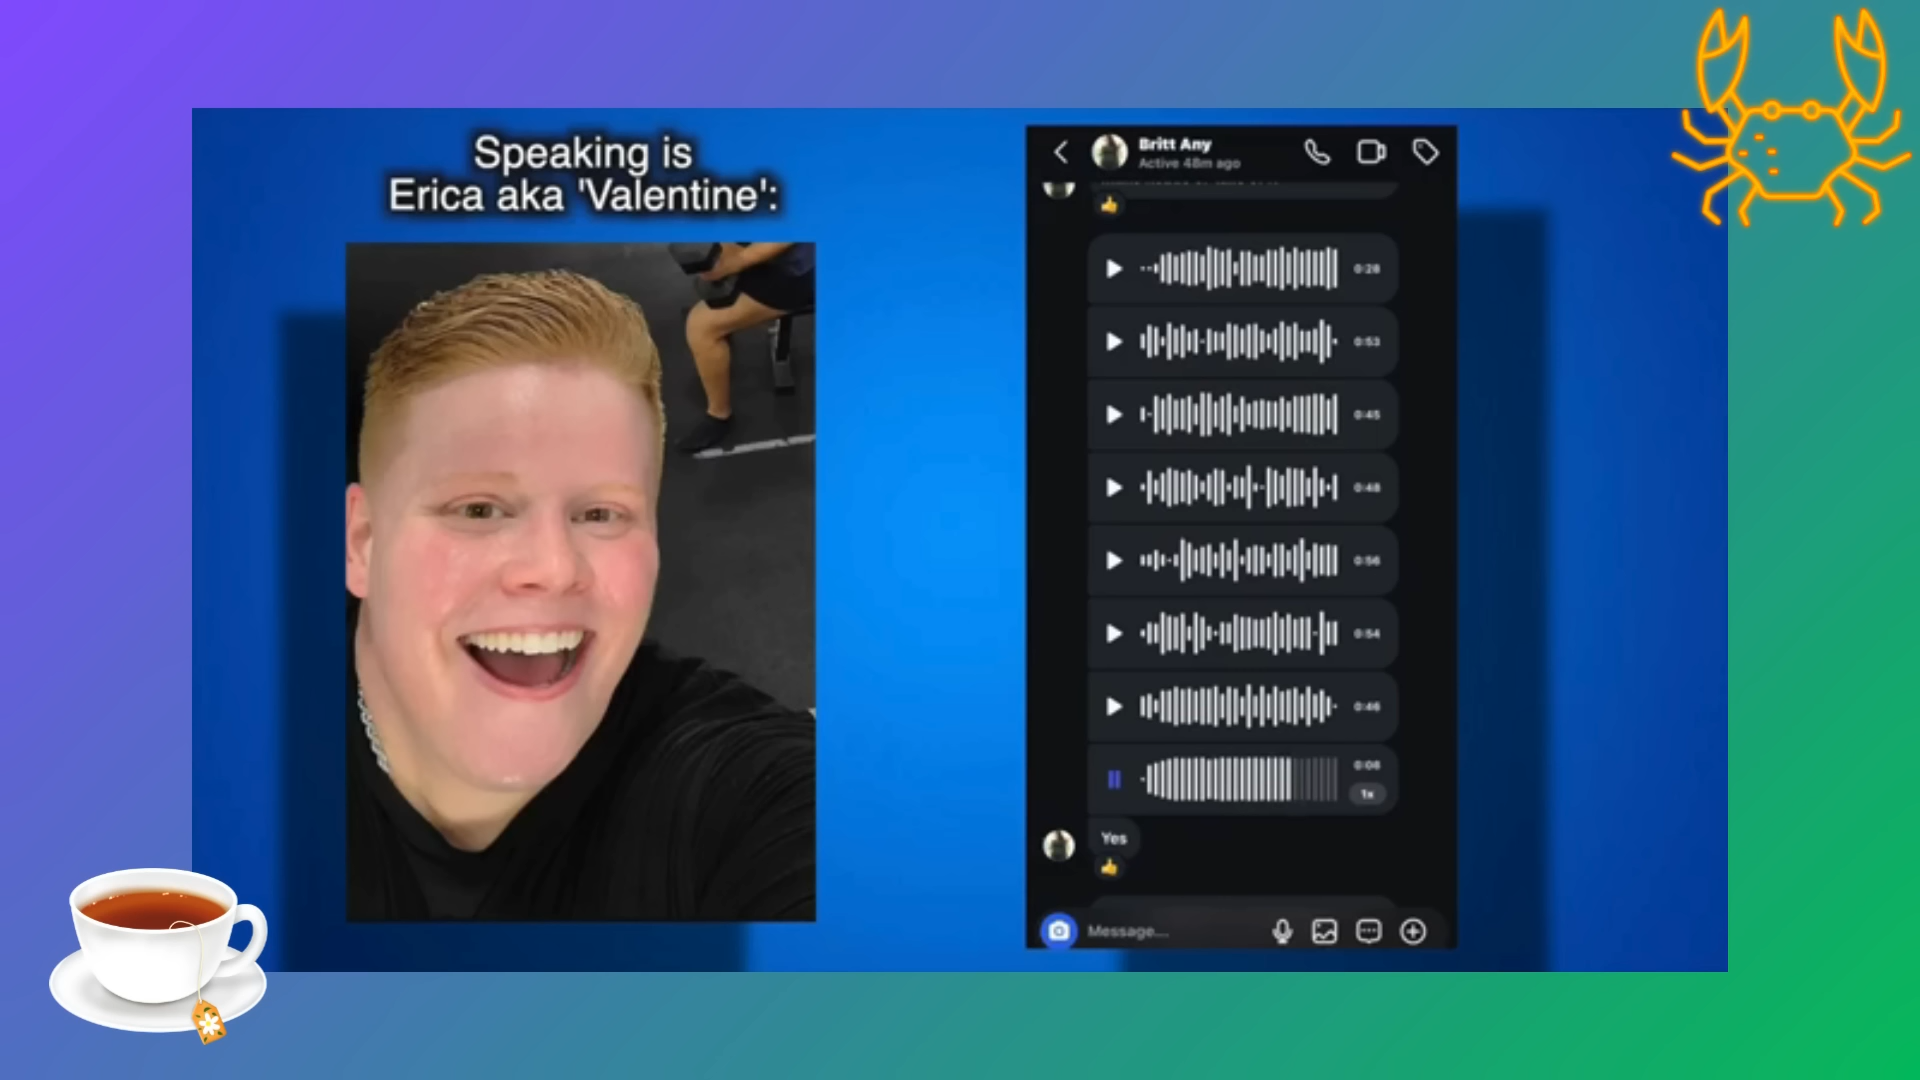 Speaking is
Erica aka 'Valentine':
Britt Any
Active 48m ago
0:28
0:53
0:45
0:48
0:56
0:54
0:46
0:08
1x
Yes
Message...